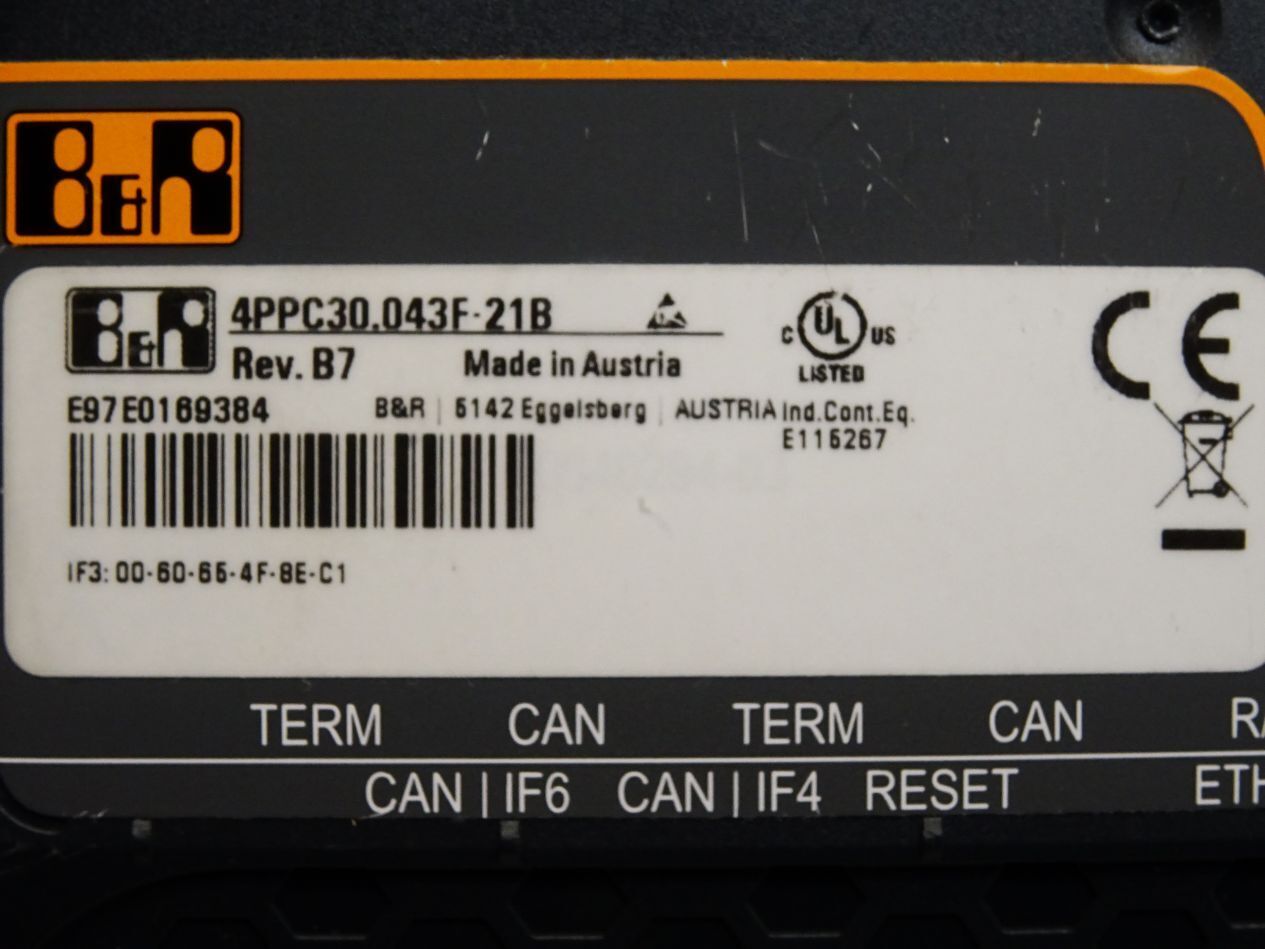 B&R
B&R 4PPC30.043F-21B
Rev. B7 Made in Austria
C UL US
LISTED
CE
E97E0169384 B&R | 5142 Eggelsberg | AUSTRIA Ind.Cont.Eq.
E115267
IF3: 00-60-65-4F-8E-C1
TERM CAN TERM CAN
CAN | IF6 CAN | IF4 RESET ETH